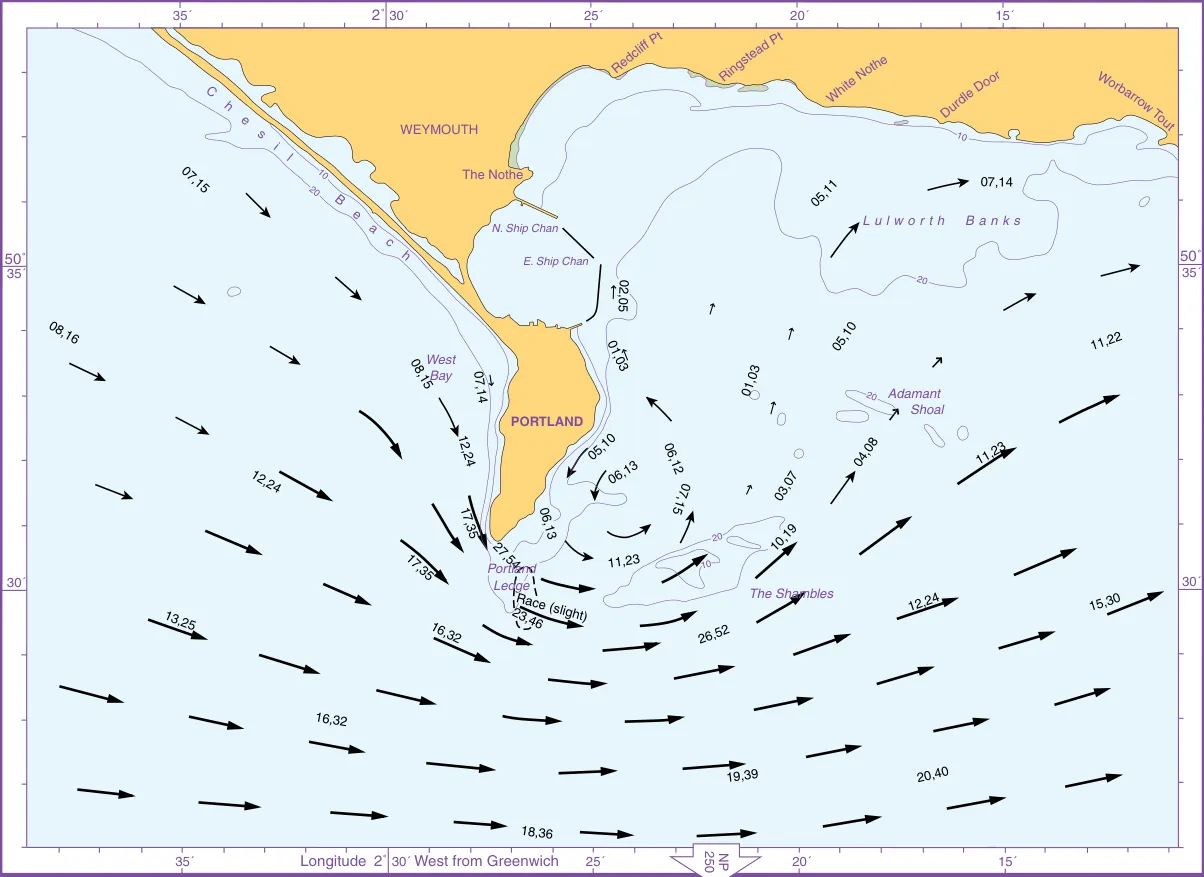 35´
2° 30´
25´
20´
15´
Redcliff Pt
Ringstead Pt
White Nothe
Durdle Door
Worbarrow Tout
Chesil Beach
WEYMOUTH
The Nothe
10
10
20
07,15
05,11
07,14
Lulworth Banks
N. Ship Chan
E. Ship Chan
50°
35´
50°
35´
20
02,05
08,16
01,03
05,10
11,22
West
Bay
08,15
07,14
01,03
20
Adamant
Shoal
PORTLAND
12,24
05,10
06,13
06,12
04,08
11,23
12,24
03,07
07,15
17,35
06,13
10,19
20
10
17,35
27,54
11,23
Portland
Ledge
30´
30´
The Shambles
Race (slight)
23,46
12,24
15,30
13,25
16,32
26,52
16,32
19,39
20,40
18,36
35´
Longitude 2° 30´ West from Greenwich
25´
20´
15´
NP
250